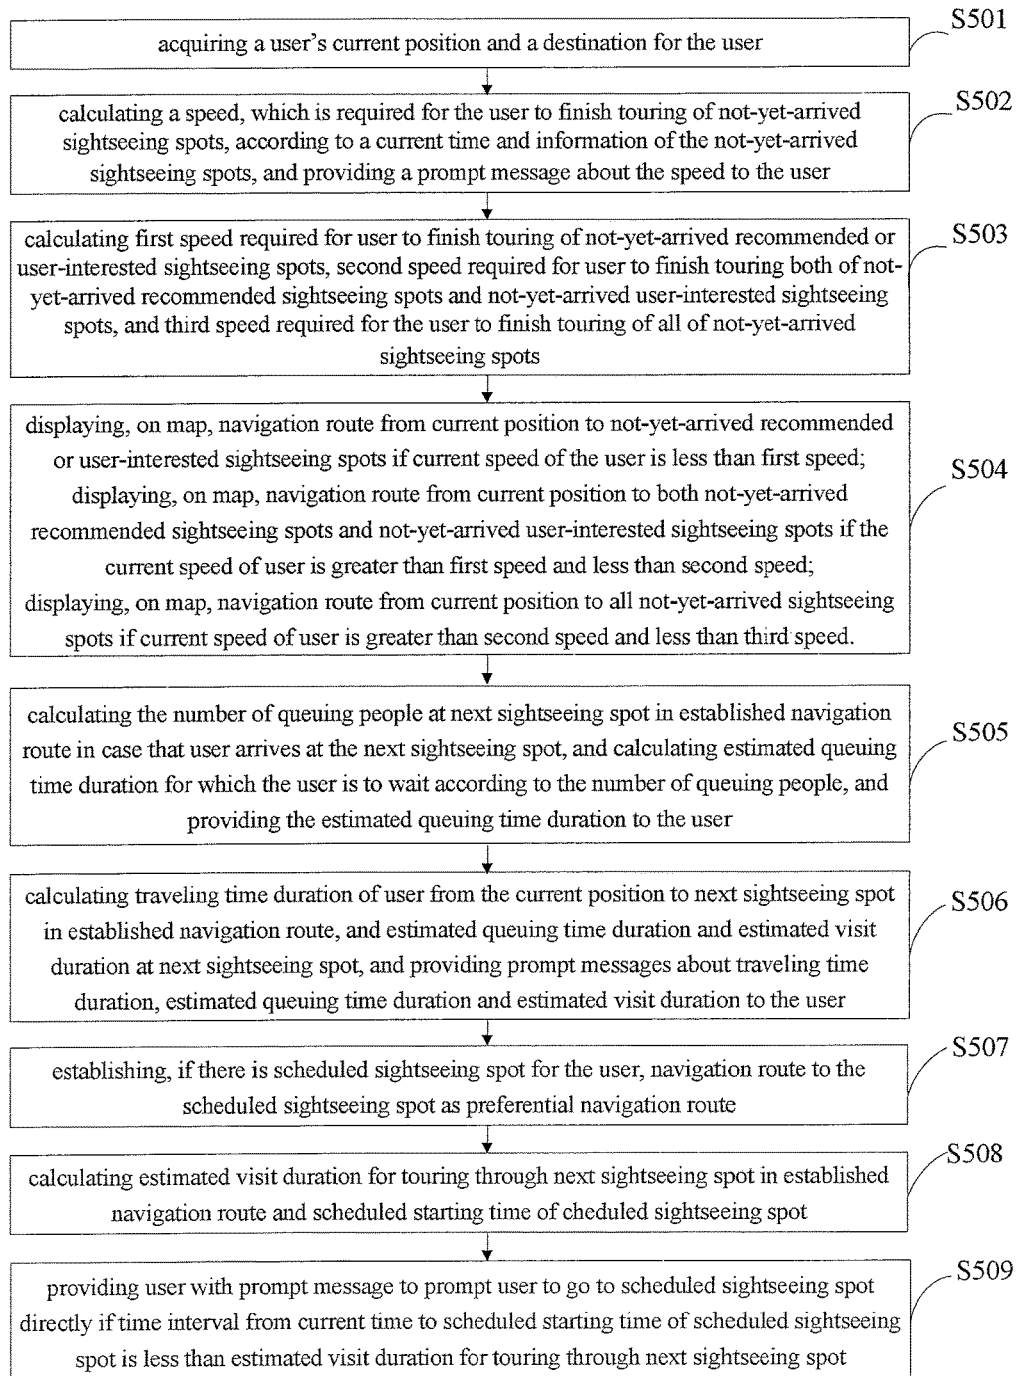 S501
acquiring a user's current position and a destination for the user
S502
calculating a speed, which is required for the user to finish touring of not-yet-arrived
sightseeing spots, according to a current time and information of the not-yet-arrived
sightseeing spots, and providing a prompt message about the speed to the user
S503
calculating first speed required for user to finish touring of not-yet-arrived recommended or
user-interested sightseeing spots, second speed required for user to finish touring both of not-
yet-arrived recommended sightseeing spots and not-yet-arrived user-interested sightseeing
spots, and third speed required for the user to finish touring of all of not-yet-arrived
sightseeing spots
S504
displaying, on map, navigation route from current position to not-yet-arrived recommended
or user-interested sightseeing spots if current speed of the user is less than first speed;
displaying, on map, navigation route from current position to both not-yet-arrived
recommended sightseeing spots and not-yet-arrived user-interested sightseeing spots if the
current speed of user is greater than first speed and less than second speed;
displaying, on map, navigation route from current position to all not-yet-arrived sightseeing
spots if current speed of user is greater than second speed and less than third speed.
S505
calculating the number of queuing people at next sightseeing spot in established navigation
route in case that user arrives at the next sightseeing spot, and calculating estimated queuing
time duration for which the user is to wait according to the number of queuing people, and
providing the estimated queuing time duration to the user
S506
calculating traveling time duration of user from the current position to next sightseeing spot
in established navigation route, and estimated queuing time duration and estimated visit
duration at next sightseeing spot, and providing prompt messages about traveling time
duration, estimated queuing time duration and estimated visit duration to the user
S507
establishing, if there is scheduled sightseeing spot for the user, navigation route to the
scheduled sightseeing spot as preferential navigation route
S508
calculating estimated visit duration for touring through next sightseeing spot in established
navigation route and scheduled starting time of cheduled sightseeing spot
S509
providing user with prompt message to prompt user to go to scheduled sightseeing spot
directly if time interval from current time to scheduled starting time of scheduled sightseeing
spot is less than estimated visit duration for touring through next sightseeing spot